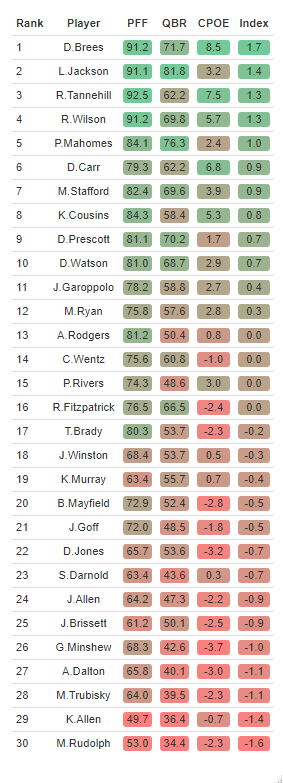 Rank Player PFF QBR CPOE Index
1 D.Brees 91.2 71.7 8.5 1.7
2 L.Jackson 91.1 81.8 3.2 1.4
3 R.Tannehill 92.5 62.2 7.5 1.3
4 R.Wilson 91.2 69.8 5.7 1.3
5 P.Mahomes 84.1 76.3 2.4 1.0
6 D.Carr 79.3 62.2 6.8 0.9
7 M.Stafford 82.4 69.6 3.9 0.9
8 K.Cousins 84.3 58.4 5.3 0.8
9 D.Prescott 81.1 70.2 1.7 0.7
10 D.Watson 81.0 68.7 2.9 0.7
11 J.Garoppolo 78.2 58.8 2.7 0.4
12 M.Ryan 75.8 57.6 2.8 0.3
13 A.Rodgers 81.2 50.4 0.8 0.0
14 C.Wentz 75.6 60.8 -1.0 0.0
15 P.Rivers 74.3 48.6 3.0 0.0
16 R.Fitzpatrick 76.5 66.5 -2.4 0.0
17 T.Brady 80.3 53.7 -2.3 -0.2
18 J.Winston 68.4 53.7 0.5 -0.3
19 K.Murray 63.4 55.7 0.7 -0.4
20 B.Mayfield 72.9 52.4 -2.8 -0.5
21 J.Goff 72.0 48.5 -1.8 -0.5
22 D.Jones 65.7 53.6 -3.2 -0.7
23 S.Darnold 63.4 43.6 0.3 -0.7
24 J.Allen 64.2 47.3 -2.2 -0.9
25 J.Brissett 61.2 50.1 -2.5 -0.9
26 G.Minshew 68.3 42.6 -3.7 -1.0
27 A.Dalton 65.8 40.1 -3.0 -1.1
28 M.Trubisky 64.0 39.5 -2.3 -1.1
29 K.Allen 49.7 36.4 -0.7 -1.4
30 M.Rudolph 53.0 34.4 -2.3 -1.6